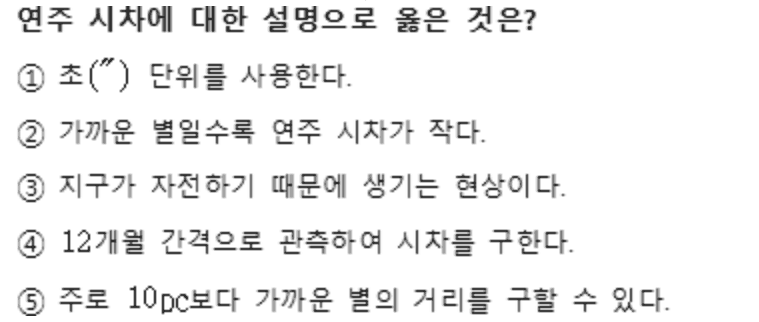 연주 시차에 대한 설명으로 옳은 것은?
① 초(″) 단위를 사용한다.
② 가까운 별일수록 연주 시차가 작다.
③ 지구가 자전하기 때문에 생기는 현상이다.
④ 12개월 간격으로 관측하여 시차를 구한다.
⑤ 주로 10pc보다 가까운 별의 거리를 구할 수 있다.